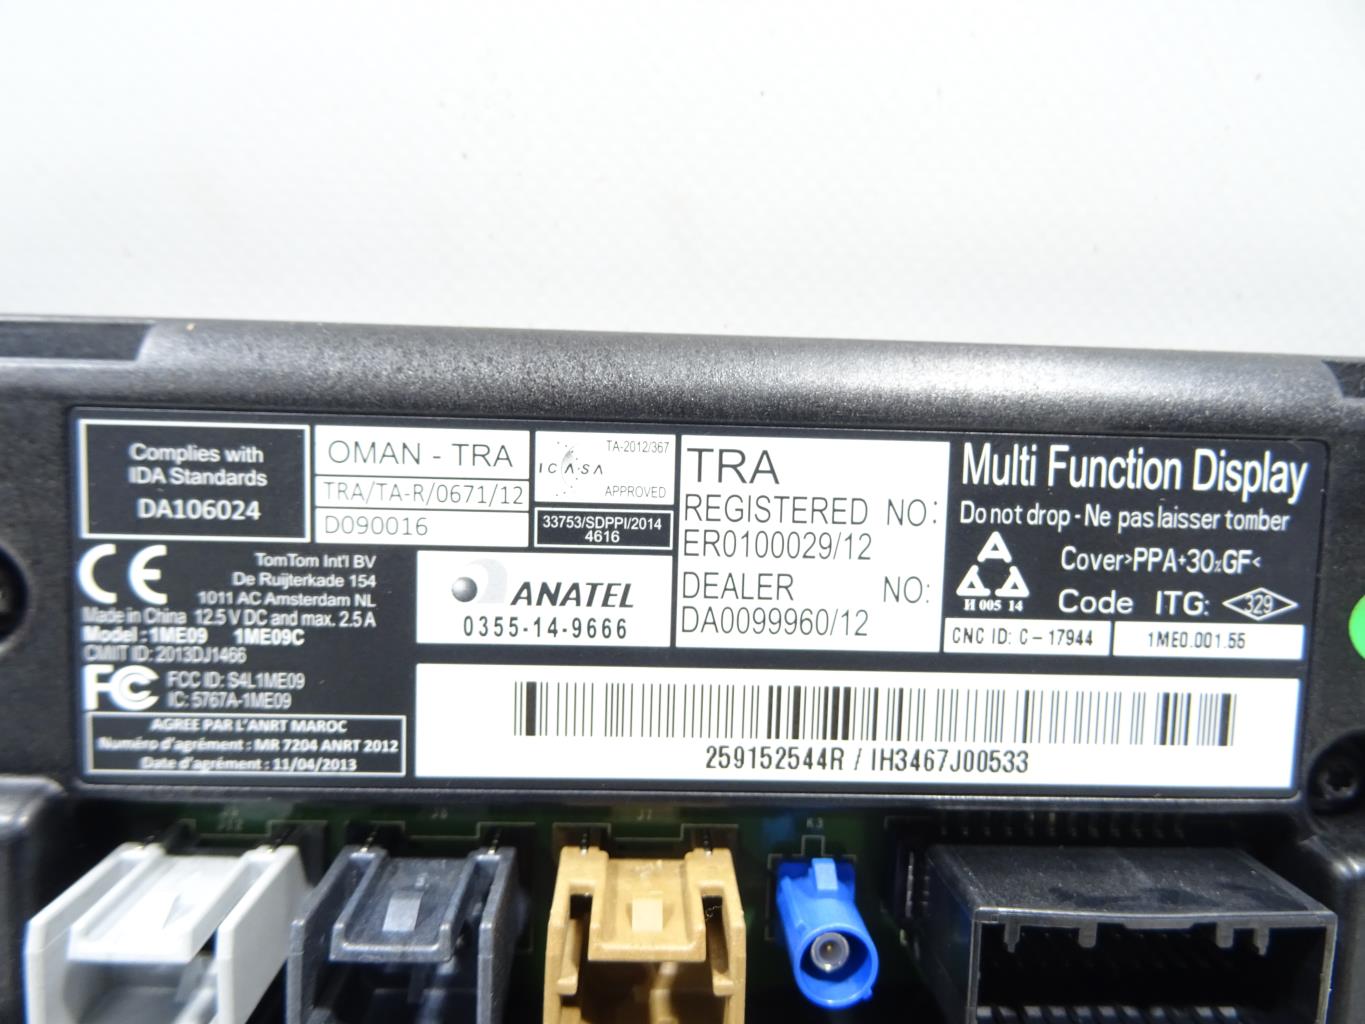 Complies with
IDA Standards
DA106024
OMAN - TRA
TRA/TA-R/0671/12
D090016
TA-2012/367
ICASA
APPROVED
33753/SDPPI/2014
4616
TRA
REGISTERED NO:
ER0100029/12
DEALER NO:
DA0099960/12
Multi Function Display
Do not drop - Ne pas laisser tomber
Cover>PPA+30%GF<
H 005 14
Code ITG: 329
CNC ID: C-17944
1ME0.001.55
CE
TomTom Int'l BV
De Ruijterkade 154
1011 AC Amsterdam NL
Made in China 12.5 V DC and max. 2.5 A
Model : 1ME09 1ME09C
CMIIT ID: 2013DJ1466
FC
FCC ID: S4L1ME09
IC: 5767A-1ME09
AGREE PAR L'ANRT MAROC
Numéro d'agrément : MR 7204 ANRT 2012
Date d'agrément : 11/04/2013
ANATEL
0355-14-9666
259152544R / IH3467J00533
K3